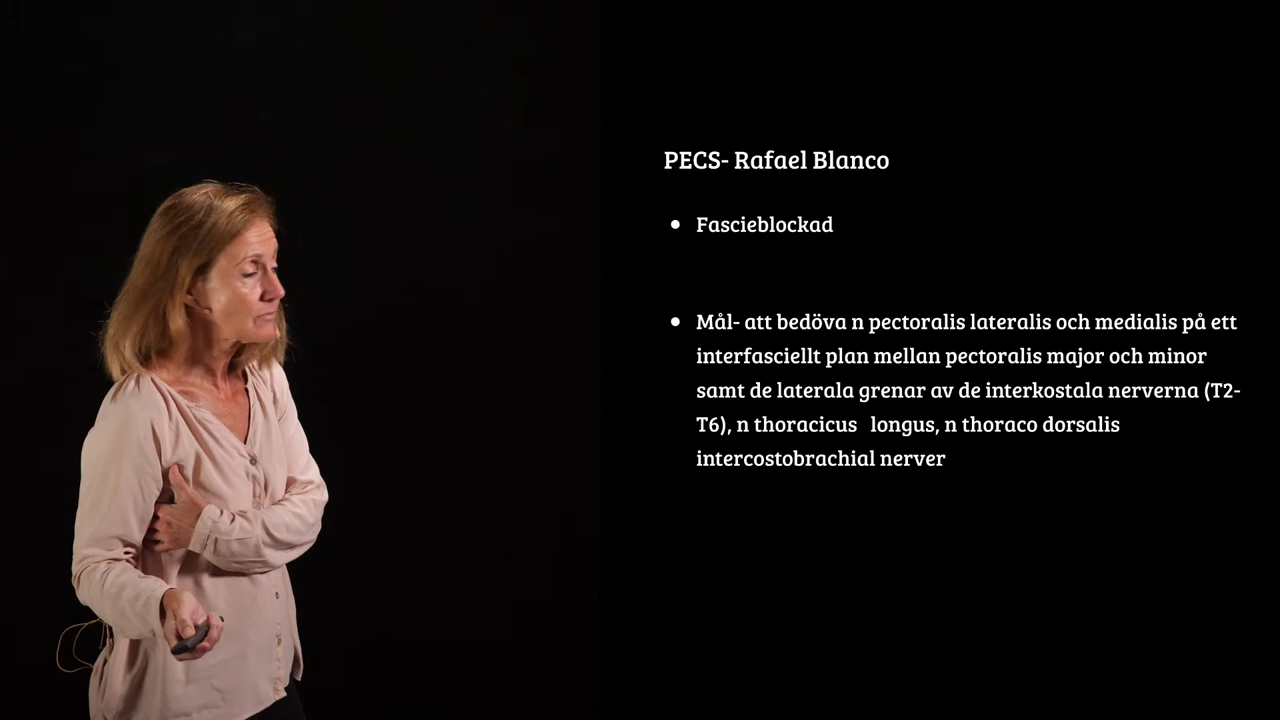 PECS- Rafael Blanco
• Fascieblockad
• Mål- att bedöva n pectoralis lateralis och medialis på ett
interfasciellt plan mellan pectoralis major och minor
samt de laterala grenar av de interkostala nerverna (T2-
T6), n thoracicus longus, n thoraco dorsalis
intercostobrachial nerver